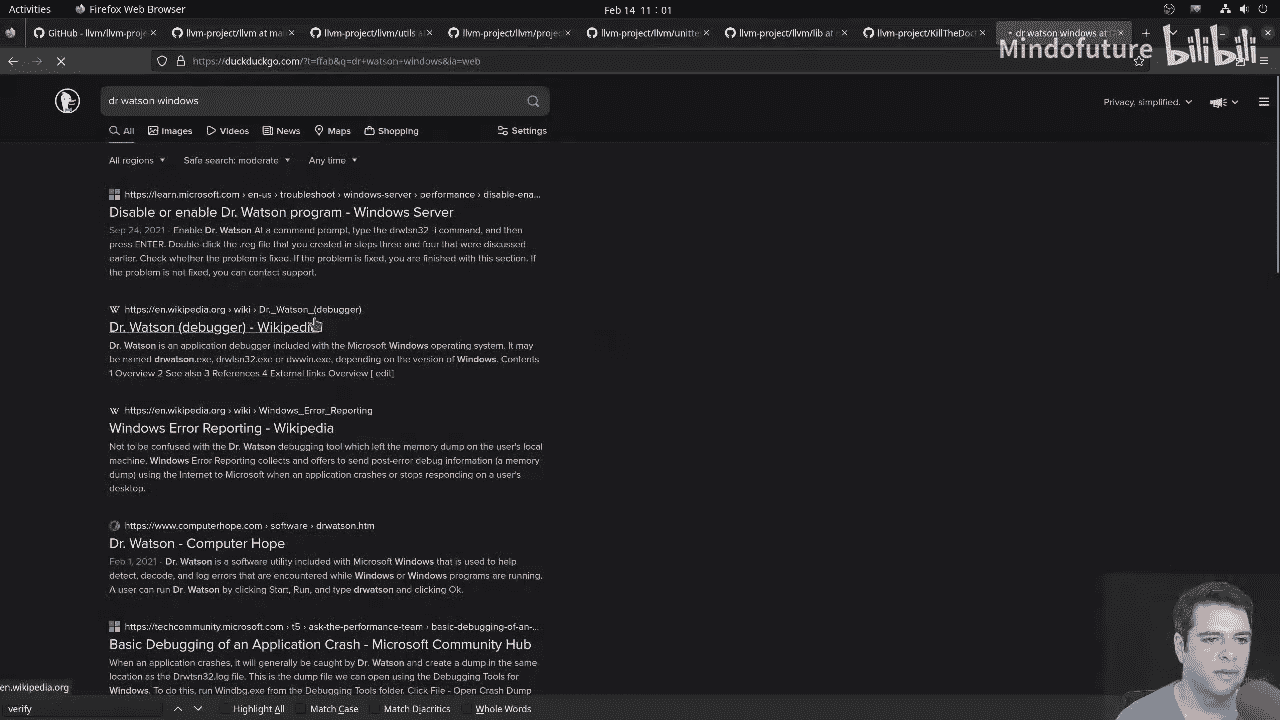 Activities Firefox Web Browser Feb 14 11:01
GitHub - llvm/llvm-proje llvm-project/llvm at ma llvm-project/llvm/utils a llvm-project/llvm/projec llvm-project/llvm/unitte llvm-project/llvm/lib at llvm-project/KillTheDoct dr watson windows at
Mindofuture bilibili
https://duckduckgo.com/?t=ffab&q=dr+watson+windows&ia=web
dr watson windows
Privacy, simplified.
All Images Videos News Maps Shopping Settings
All regions Safe search: moderate Any time
https://learn.microsoft.com › en-us › troubleshoot › windows-server › performance › disable-ena...
Disable or enable Dr. Watson program - Windows Server
Sep 24, 2021 - Enable Dr. Watson At a command prompt, type the drwtsn32 -i command, and then
press ENTER. Double-click the .reg file that you created in steps three and four that were discussed
earlier. Check whether the problem is fixed. If the problem is fixed, you are finished with this section. If
the problem is not fixed, you can contact support.
https://en.wikipedia.org › wiki › Dr._Watson_(debugger)
Dr. Watson (debugger) - Wikipedia
Dr. Watson is an application debugger included with the Microsoft Windows operating system. It may
be named drwatson.exe, drwtsn32.exe or dwwin.exe, depending on the version of Windows. Contents
1 Overview 2 See also 3 References 4 External links Overview [ edit]
https://en.wikipedia.org › wiki › Windows_Error_Reporting
Windows Error Reporting - Wikipedia
Not to be confused with the Dr. Watson debugging tool which left the memory dump on the user's local
machine. Windows Error Reporting collects and offers to send post-error debug information (a memory
dump) using the Internet to Microsoft when an application crashes or stops responding on a user's
desktop.
https://www.computerhope.com › software › drwatson.htm
Dr. Watson - Computer Hope
Feb 1, 2021 - Dr. Watson is a software utility included with Microsoft Windows that is used to help
detect, decode, and log errors that are encountered while Windows or Windows programs are running.
A user can run Dr. Watson by clicking Start, Run, and type drwatson and clicking Ok.
https://techcommunity.microsoft.com › t5 › ask-the-performance-team › basic-debugging-of-an-...
Basic Debugging of an Application Crash - Microsoft Community Hub
When an application crashes, it will generally be caught by Dr. Watson and create a dump in the same
location as the Drwtsn32.log file. This is the dump file we can open using the Debugging Tools for
Windows. To do this, run Windbg.exe from the Debugging Tools folder. Click File - Open Crash Dump
en.wikipedia.org
verify Highlight All Match Case Match Diacritics Whole Words